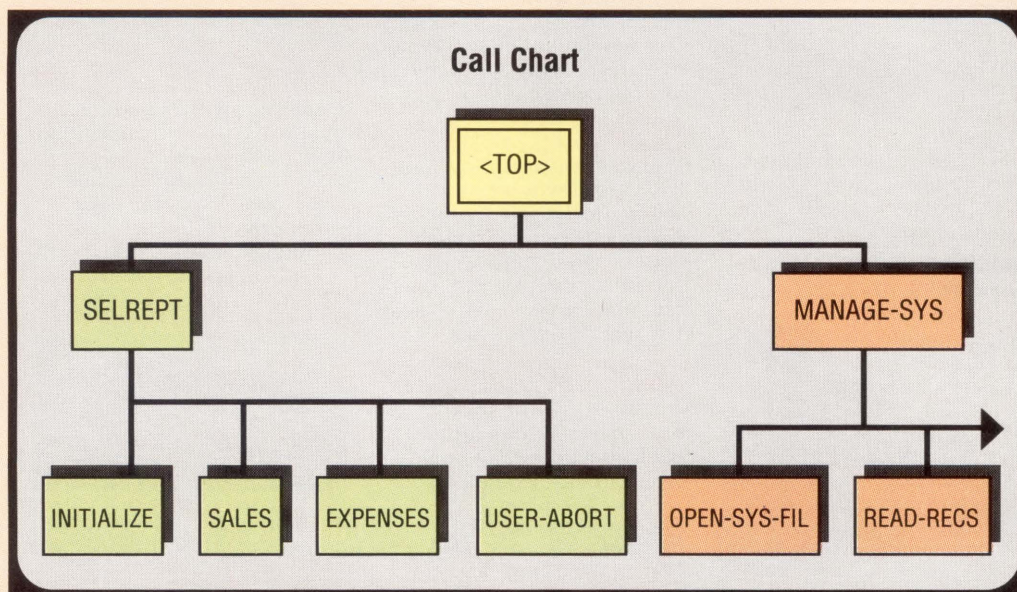 Call Chart
<TOP>
SELREPT
MANAGE-SYS
INITIALIZE
SALES
EXPENSES
USER-ABORT
OPEN-SYS-FIL
READ-RECS